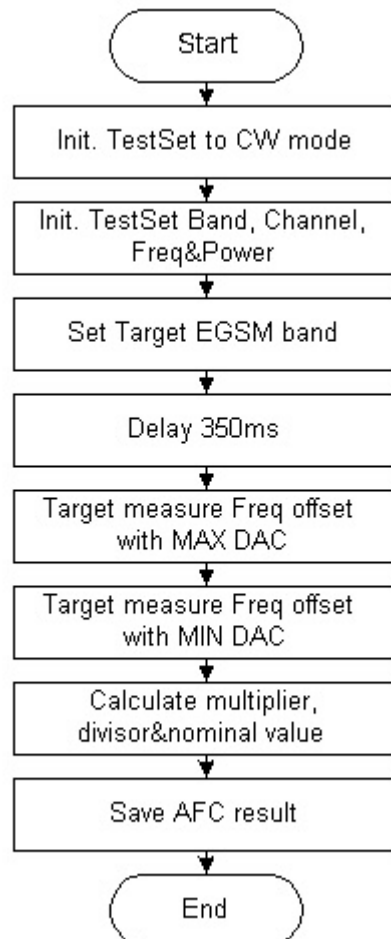 Start
Init. TestSet to CW mode
Init. TestSet Band, Channel,
Freq&Power
Set Target EGSM band
Delay 350ms
Target measure Freq offset
with MAX DAC
Target measure Freq offset
with MIN DAC
Calculate multiplier,
divisor&nominal value
Save AFC result
End